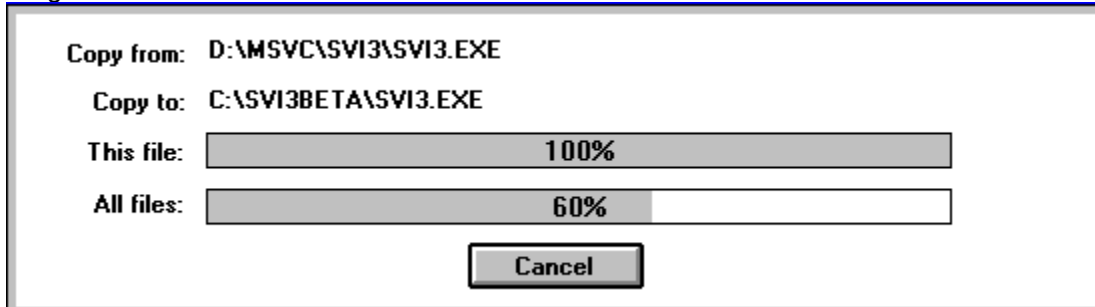 Copy from: D:\MSVC\SVI3\SVI3.EXE
Copy to: C:\SVI3BETA\SVI3.EXE
This file: 100%
All files: 60%
Cancel